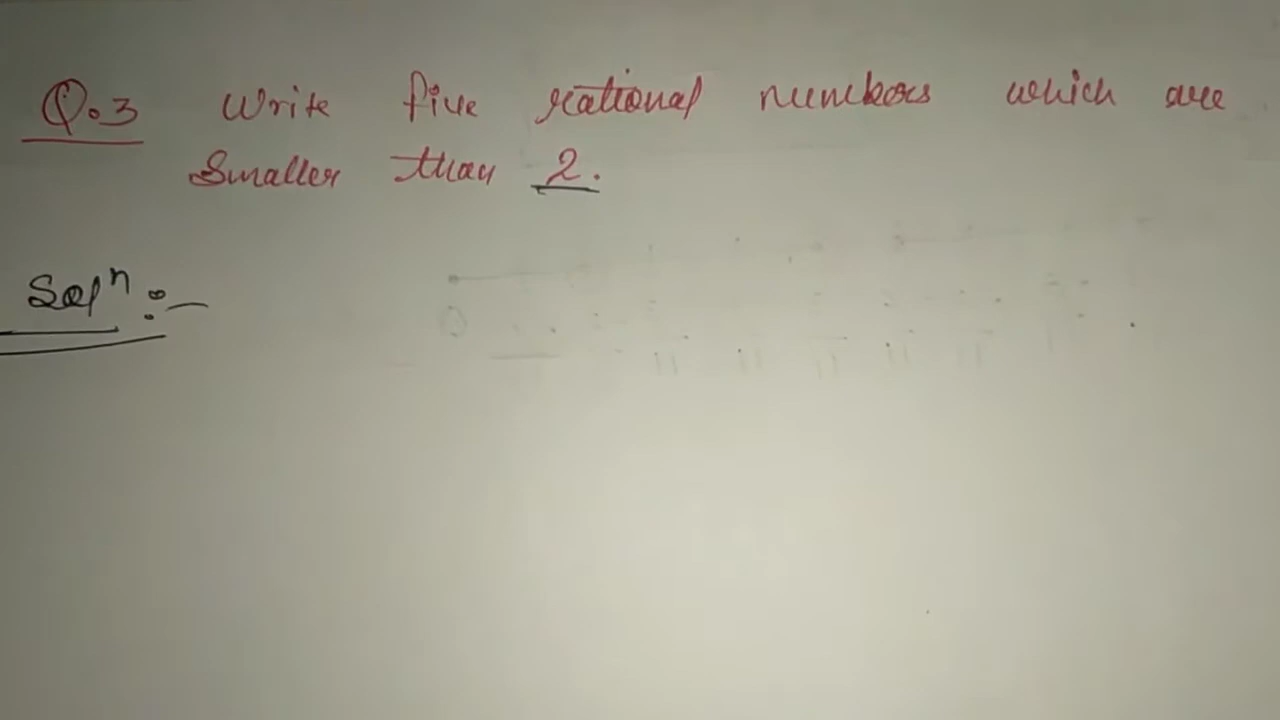 Q.3 Write five rational numbers which are
Smaller than 2.
Solⁿ :-